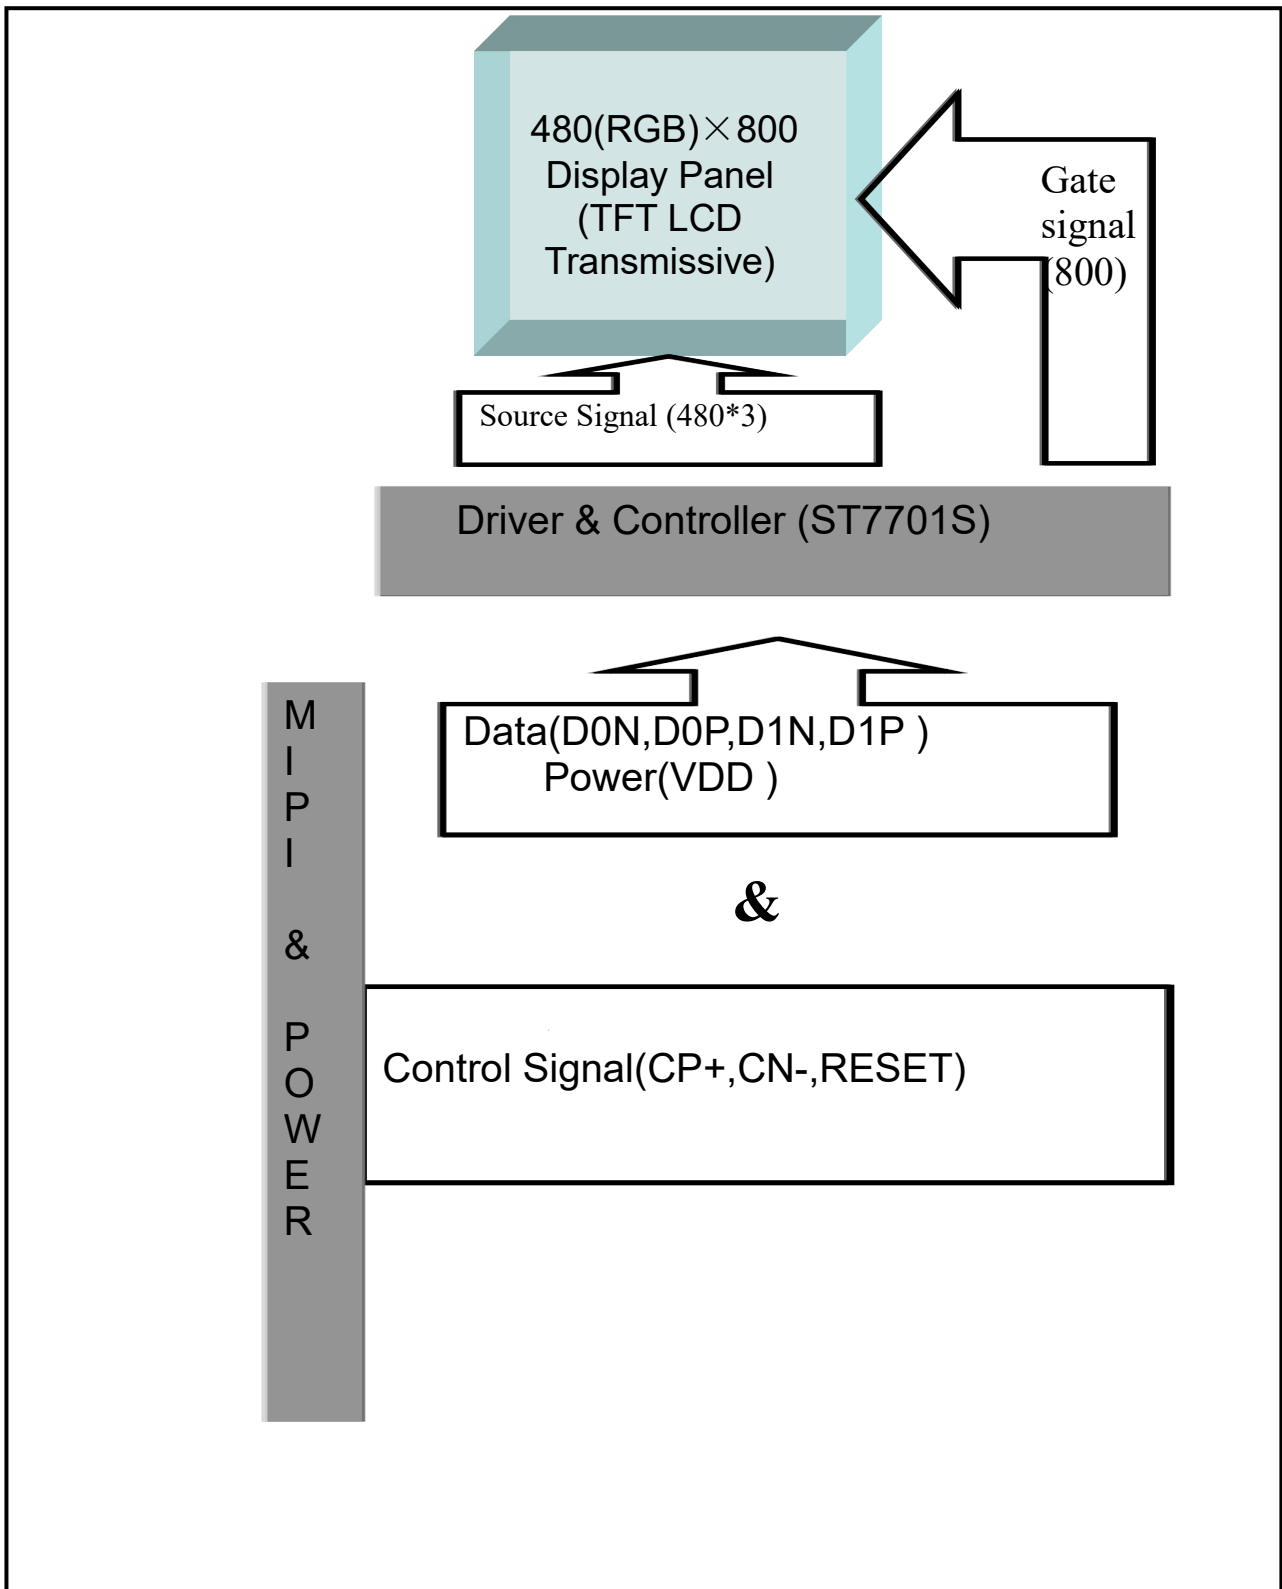 480(RGB)×800
Display Panel
(TFT LCD
Transmissive)
Gate
signal
(800)
Source Signal (480*3)
Driver & Controller (ST7701S)
M
I
P
I
&
P
O
W
E
R
Data(D0N,D0P,D1N,D1P )
Power(VDD )
&
Control Signal(CP+,CN-,RESET)